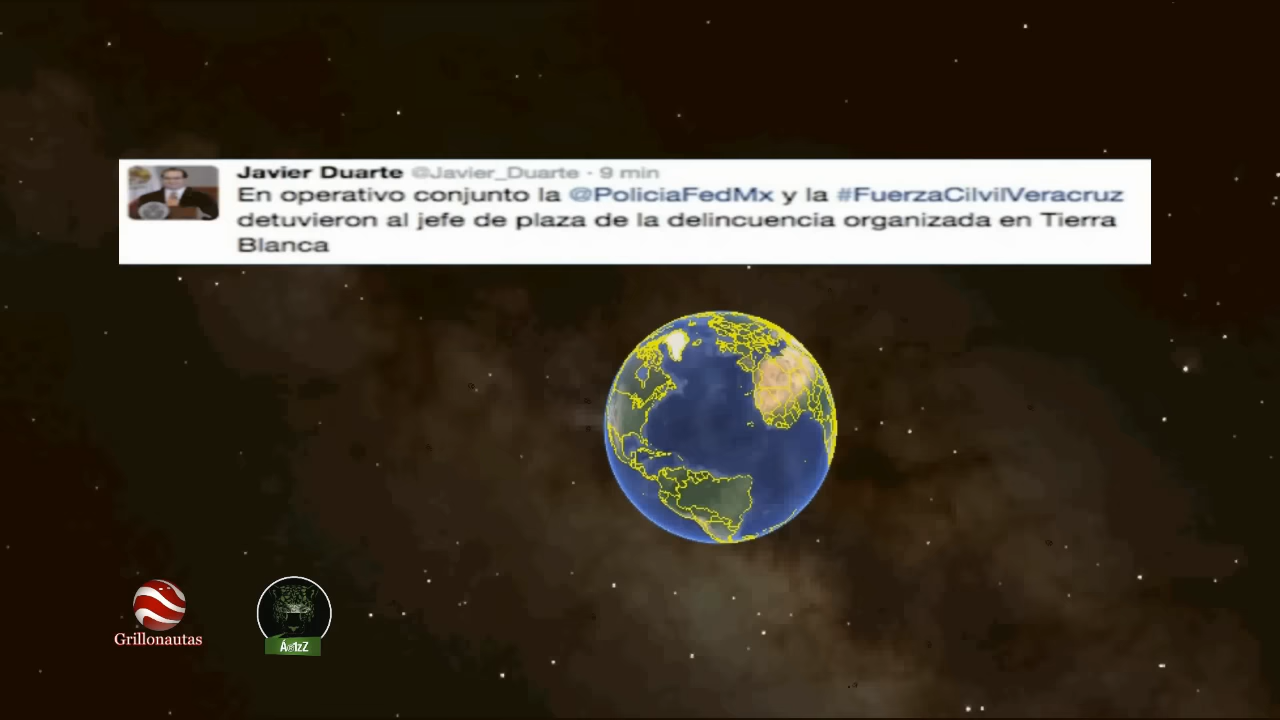 Javier Duarte @Javier_Duarte · 9 min
En operativo conjunto la @PoliciaFedMx y la #FuerzaCilvilVeracruz
detuvieron al jefe de plaza de la delincuencia organizada en Tierra
Blanca
Grillonautas